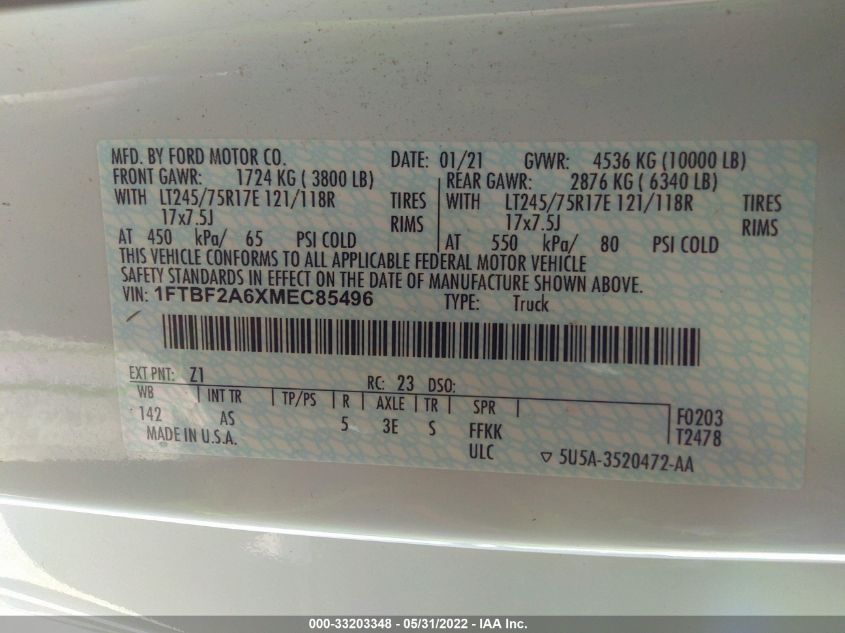 MFD. BY FORD MOTOR CO. DATE: 01/21 GVWR: 4536 KG (10000 LB)
FRONT GAWR: 1724 KG ( 3800 LB) REAR GAWR: 2876 KG ( 6340 LB)
WITH LT245/75R17E 121/118R TIRES WITH LT245/75R17E 121/118R TIRES
17x7.5J RIMS 17x7.5J RIMS
AT 450 kPa/ 65 PSI COLD AT 550 kPa/ 80 PSI COLD
THIS VEHICLE CONFORMS TO ALL APPLICABLE FEDERAL MOTOR VEHICLE
SAFETY STANDARDS IN EFFECT ON THE DATE OF MANUFACTURE SHOWN ABOVE.
VIN: 1FTBF2A6XMEC85496 TYPE: Truck
EXT PNT: Z1 RC: 23 DSO:
WB INT TR TP/PS R AXLE TR SPR
142 AS 5 3E S FFKK F0203
MADE IN U.S.A. ULC T2478
▽ 5U5A-3520472-AA
000-33203348 - 05/31/2022 - IAA Inc.